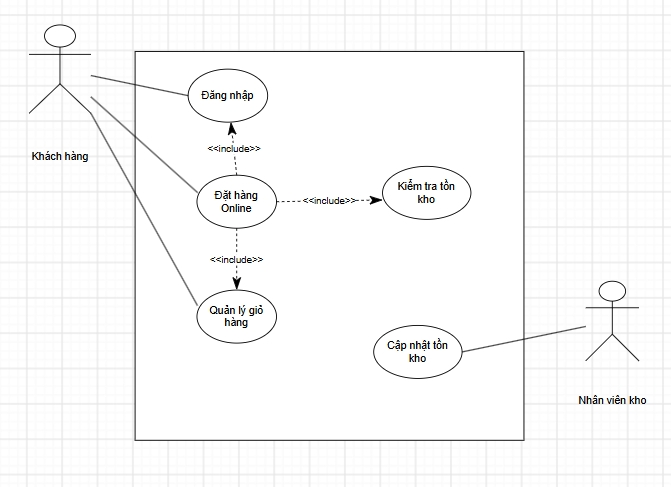 Đăng nhập
<<include>>
Khách hàng
Đặt hàng
Online
<<include>>
Kiểm tra tồn
kho
<<include>>
Quản lý giỏ
hàng
Cập nhật tồn
kho
Nhân viên kho